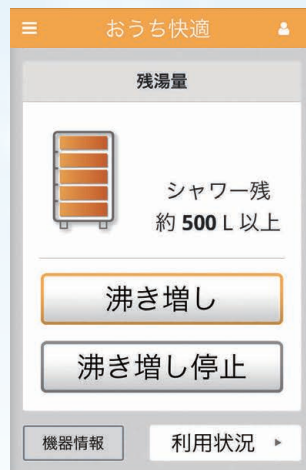 おうち快適
残湯量
シャワー残
約 500 L 以上
沸き増し
沸き増し停止
機器情報
利用状況